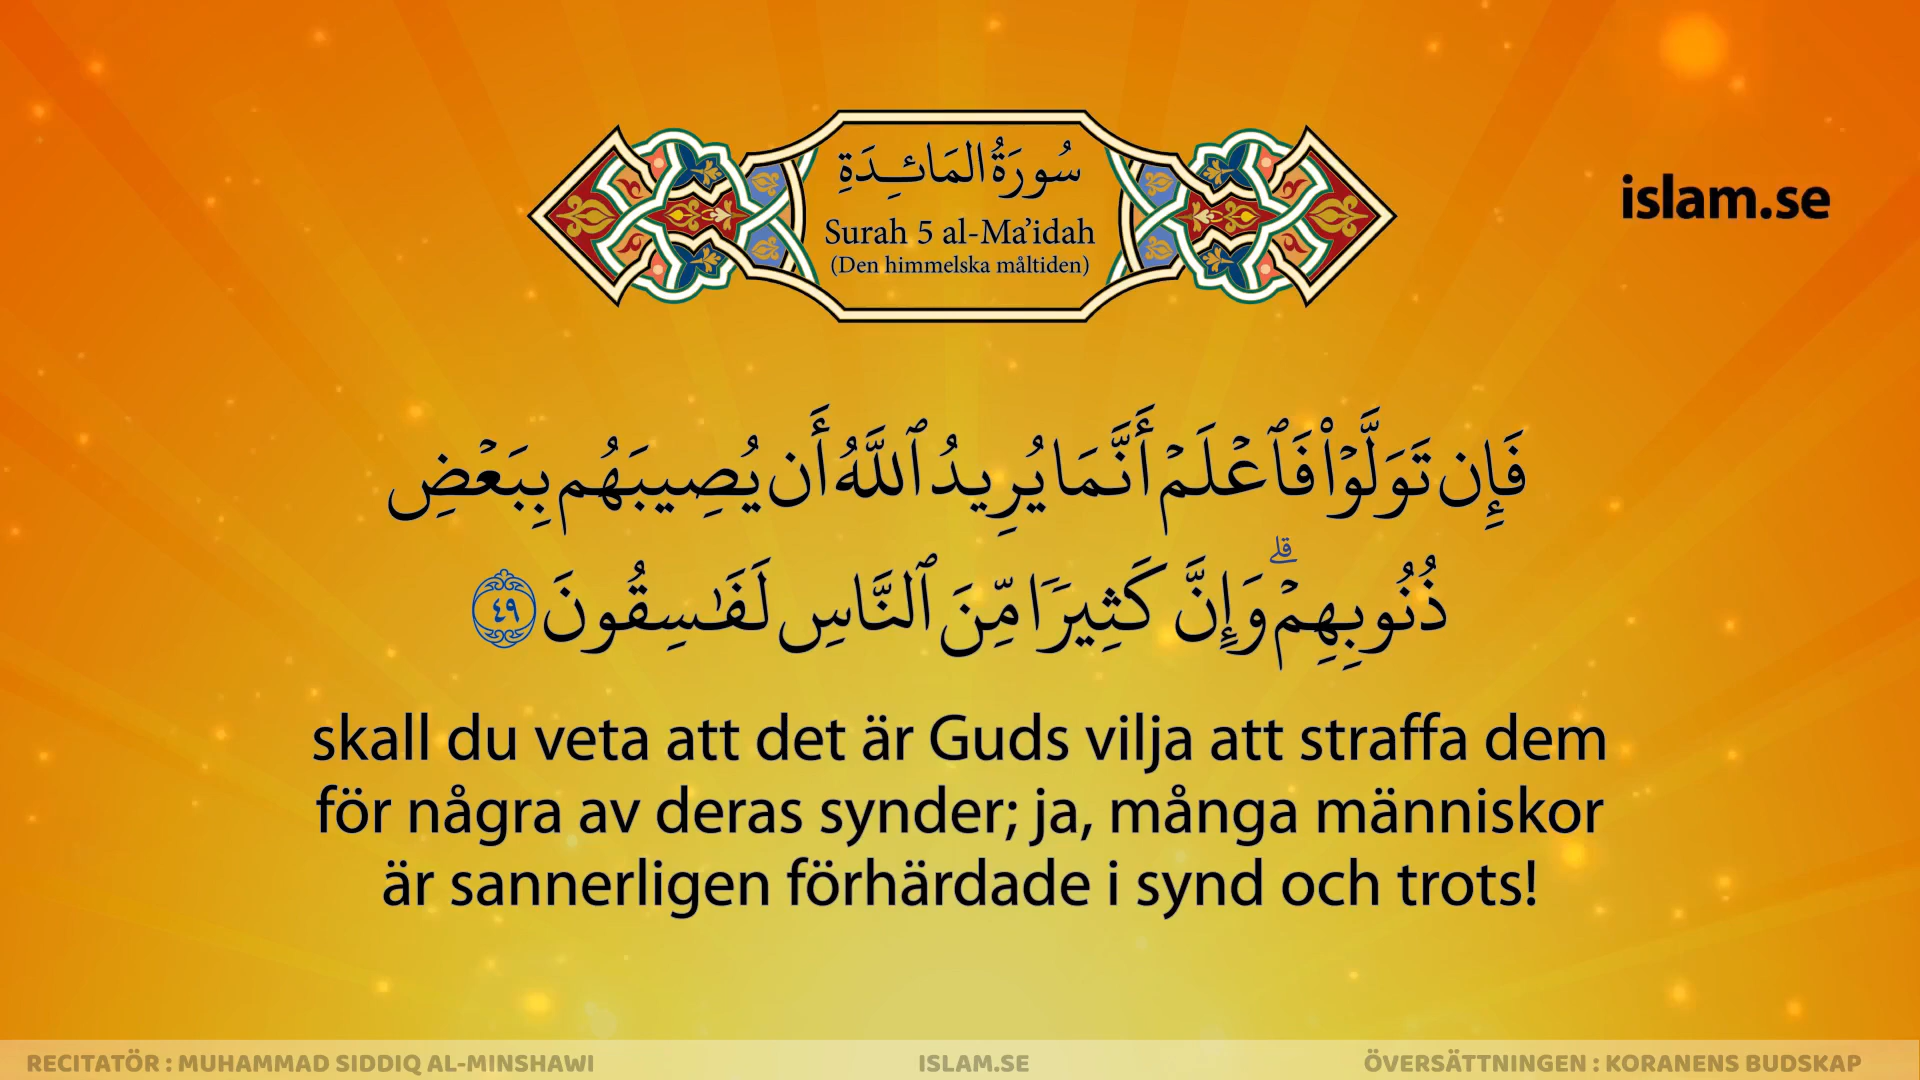 سُورَةُ المَائِدَةِ
Surah 5 al-Ma’idah
(Den himmelska måltiden)
islam.se
فَإِن تَوَلَّوۡاْ فَٱعۡلَمۡ أَنَّمَا يُرِيدُ ٱللَّهُ أَن يُصِيبَهُم بِبَعۡضِ
ذُنُوبِهِمۡۗ وَإِنَّ كَثِيرٗا مِّنَ ٱلنَّاسِ لَفَٰسِقُونَ ٤٩
skall du veta att det är Guds vilja att straffa dem
för några av deras synder; ja, många människor
är sannerligen förhärdade i synd och trots!
RECITATÖR : MUHAMMAD SIDDIQ AL-MINSHAWI
ISLAM.SE
ÖVERSÄTTNINGEN : KORANENS BUDSKAP